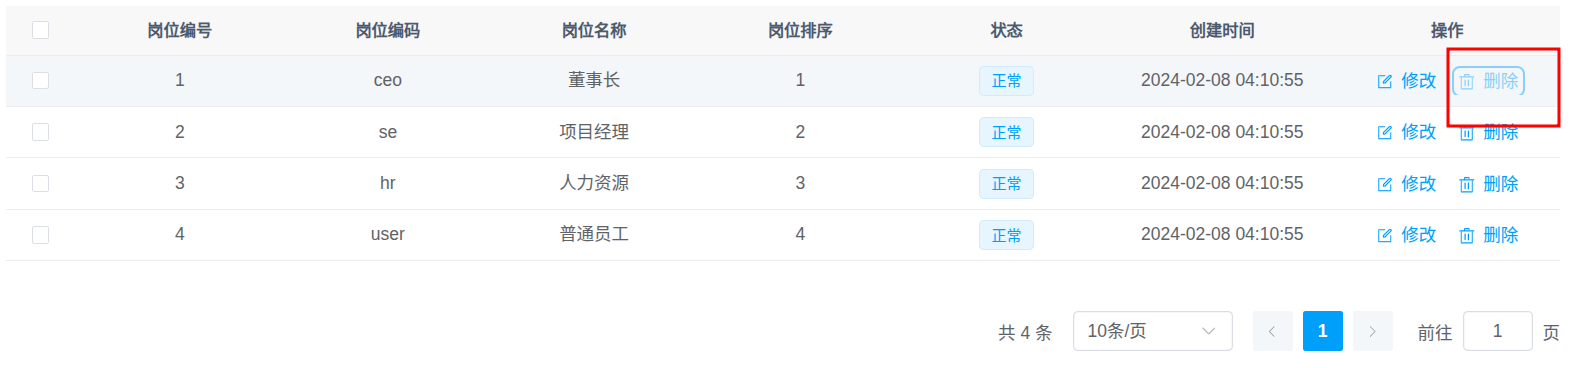 岗位编号 岗位编码 岗位名称 岗位排序 状态 创建时间 操作
1 ceo 董事长 1 正常 2024-02-08 04:10:55 修改 删除
2 se 项目经理 2 正常 2024-02-08 04:10:55 修改 删除
3 hr 人力资源 3 正常 2024-02-08 04:10:55 修改 删除
4 user 普通员工 4 正常 2024-02-08 04:10:55 修改 删除
共 4 条 10条/页 1 前往 1 页